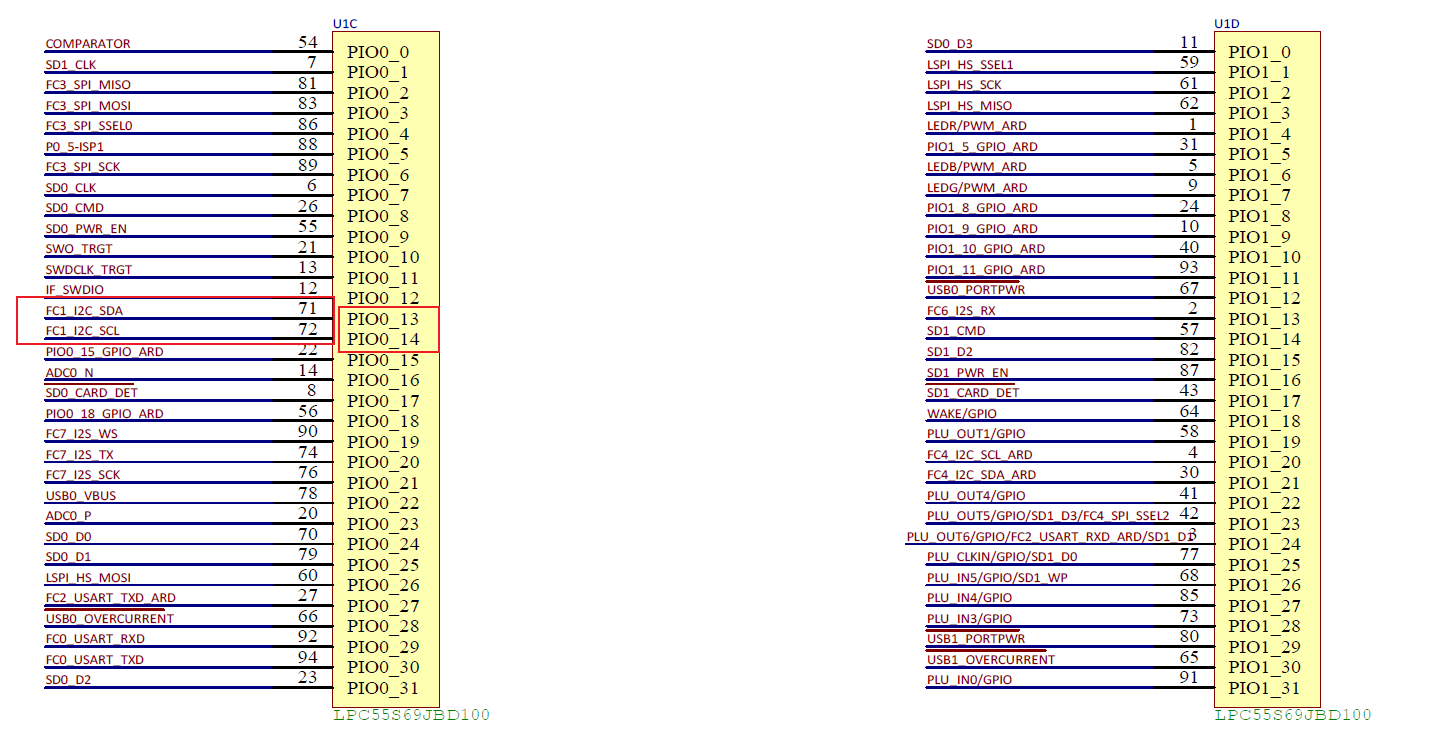 U1C
COMPARATOR 54 PIO0_0
SD1_CLK 7 PIO0_1
FC3_SPI_MISO 81 PIO0_2
FC3_SPI_MOSI 83 PIO0_3
FC3_SPI_SSEL0 86 PIO0_4
P0_5-ISP1 88 PIO0_5
FC3_SPI_SCK 89 PIO0_6
SD0_CLK 6 PIO0_7
SD0_CMD 26 PIO0_8
SD0_PWR_EN 55 PIO0_9
SWO_TRGT 21 PIO0_10
SWDCLK_TRGT 13 PIO0_11
IF_SWDIO 12 PIO0_12
FC1_I2C_SDA 71 PIO0_13
FC1_I2C_SCL 72 PIO0_14
PIO0_15_GPIO_ARD 22 PIO0_15
ADC0_N 14 PIO0_16
SD0_CARD_DET 8 PIO0_17
PIO0_18_GPIO_ARD 56 PIO0_18
FC7_I2S_WS 90 PIO0_19
FC7_I2S_TX 74 PIO0_20
FC7_I2S_SCK 76 PIO0_21
USB0_VBUS 78 PIO0_22
ADC0_P 20 PIO0_23
SD0_D0 70 PIO0_24
SD0_D1 79 PIO0_25
LSPI_HS_MOSI 60 PIO0_26
FC2_USART_TXD_ARD 27 PIO0_27
USB0_OVERCURRENT 66 PIO0_28
FC0_USART_RXD 92 PIO0_29
FC0_USART_TXD 94 PIO0_30
SD0_D2 23 PIO0_31
LPC55S69JBD100
U1D
SD0_D3 11 PIO1_0
LSPI_HS_SSEL1 59 PIO1_1
LSPI_HS_SCK 61 PIO1_2
LSPI_HS_MISO 62 PIO1_3
LEDR/PWM_ARD 1 PIO1_4
PIO1_5_GPIO_ARD 31 PIO1_5
LEDB/PWM_ARD 5 PIO1_6
LEDG/PWM_ARD 9 PIO1_7
PIO1_8_GPIO_ARD 24 PIO1_8
PIO1_9_GPIO_ARD 10 PIO1_9
PIO1_10_GPIO_ARD 40 PIO1_10
PIO1_11_GPIO_ARD 93 PIO1_11
USB0_PORTPWR 67 PIO1_12
FC6_I2S_RX 2 PIO1_13
SD1_CMD 57 PIO1_14
SD1_D2 82 PIO1_15
SD1_PWR_EN 87 PIO1_16
SD1_CARD_DET 43 PIO1_17
WAKE/GPIO 64 PIO1_18
PLU_OUT1/GPIO 58 PIO1_19
FC4_I2C_SCL_ARD 4 PIO1_20
FC4_I2C_SDA_ARD 30 PIO1_21
PLU_OUT4/GPIO 41 PIO1_22
PLU_OUT5/GPIO/SD1_D3/FC4_SPI_SSEL2 42 PIO1_23
PLU_OUT6/GPIO/FC2_USART_RXD_ARD/SD1_D1 3 PIO1_24
PLU_CLKIN/GPIO/SD1_D0 77 PIO1_25
PLU_IN5/GPIO/SD1_WP 68 PIO1_26
PLU_IN4/GPIO 85 PIO1_27
PLU_IN3/GPIO 73 PIO1_28
USB1_PORTPWR 80 PIO1_29
USB1_OVERCURRENT 65 PIO1_30
PLU_IN0/GPIO 91 PIO1_31
LPC55S69JBD100